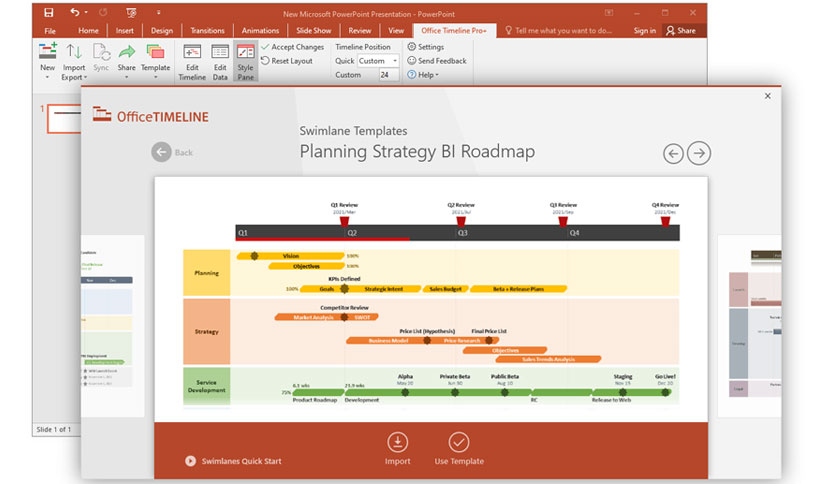 New Microsoft PowerPoint Presentation - PowerPoint
File Home Insert Design Transitions Animations Slide Show Review View Office Timeline Pro+ Tell me what you want to do... Sign in Share
New
Import
Export
Sync
Share
Template
Edit
Timeline
Edit
Data
Style
Pane
Accept Changes
Reset Layout
Timeline Position
Quick Custom
Custom 24
Settings
Send Feedback
Help
1
OfficeTIMELINE
Back
Swimlane Templates
Planning Strategy BI Roadmap
Q1 Review
2021/Mar
Q2 Review
2021/Jul
Q3 Review
2021/Sep
Q4 Review
2021/Dec
Q1 Q2 Q3 Q4
Planning
Vision 100%
Objectives 100%
KPIs Defined
100% Goals Strategic Intent Sales Budget Beta + Release Plans
Strategy
Competitor Review
Market Analysis SWOT
Price List (Hypothesis) Final Price List
Business Model Price Research
Objectives
Sales Trends Analysis
Service
Development
6.5 wks 23.9 wks
Alpha
May 20
Private Beta
Jun 30
Public Beta
Aug 10
Staging
Nov 15
Go Live!
Dec 20
75%
Product Roadmap Development RC Release to Web
Swimlanes Quick Start
Import
Use Template
Slide 1 of 1